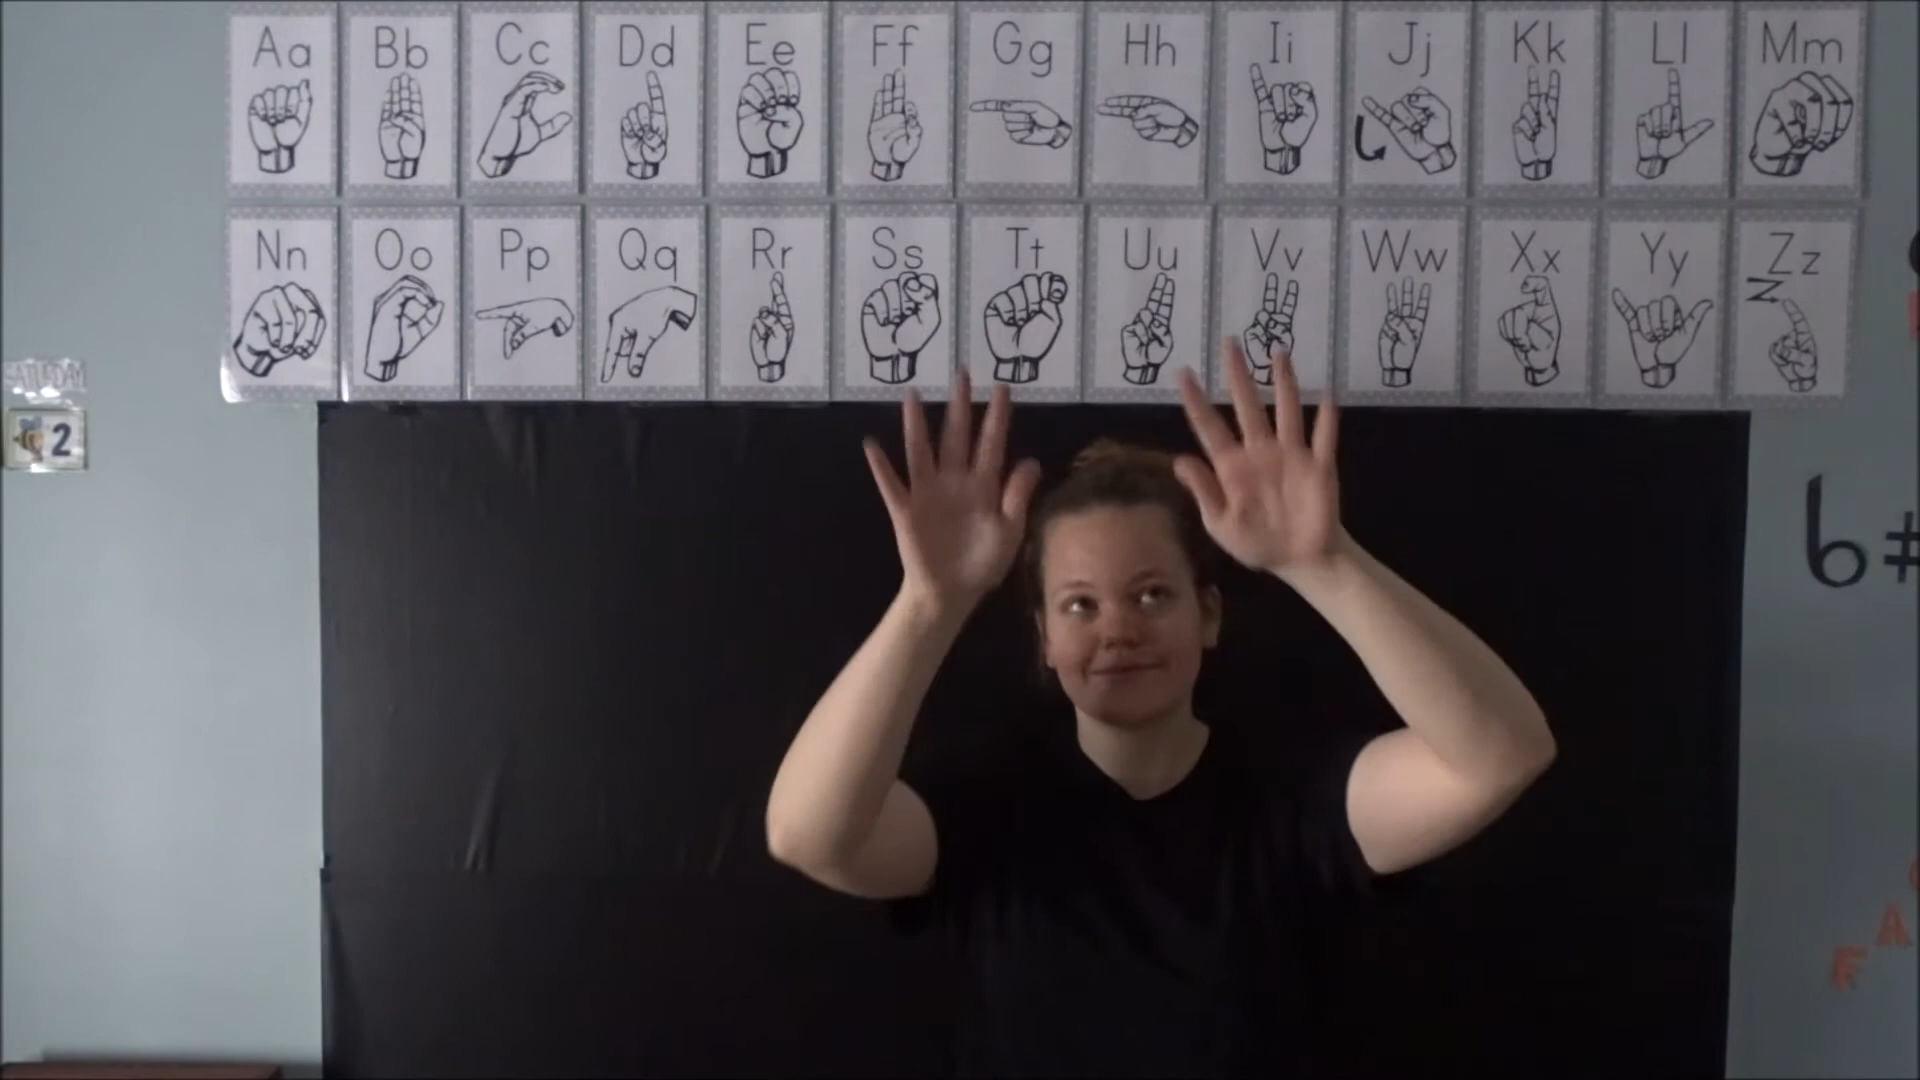 Aa Bb Cc Dd Ee Ff Gg Hh Ii Jj Kk Ll Mm
Nn Oo Pp Qq Rr Ss Tt Uu Vv Ww Xx Yy Zz
Z
SATURDAY
2
6 #
A
F